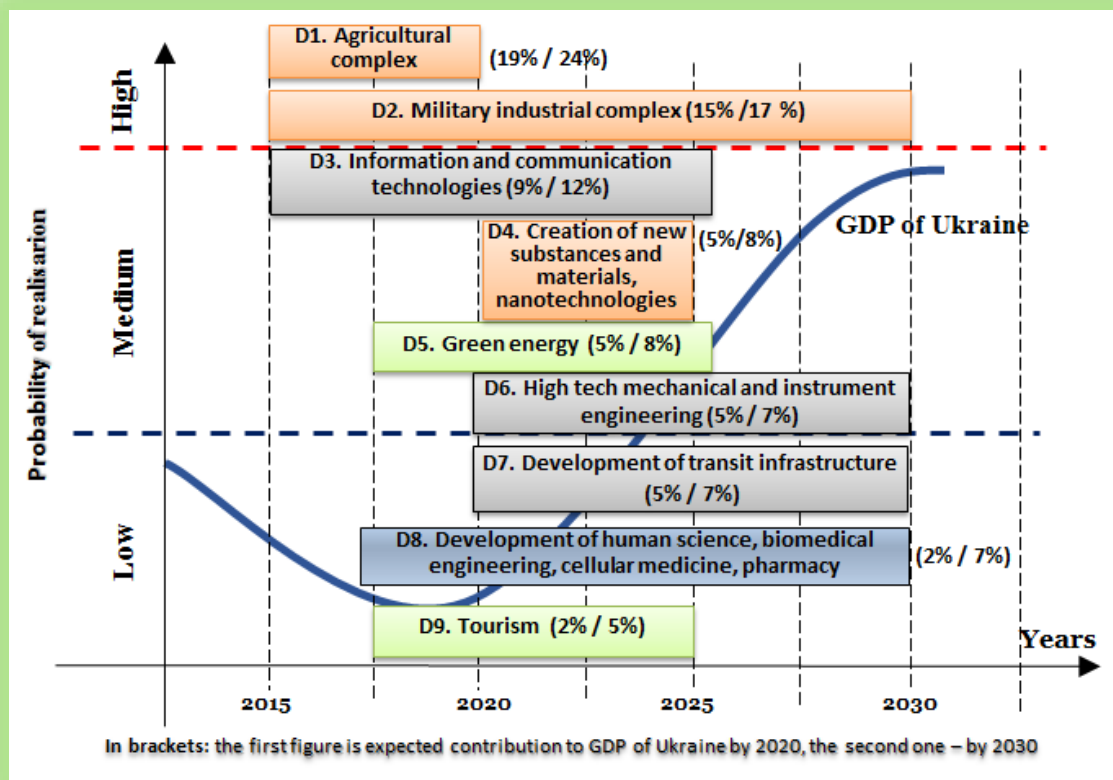 D1. Agricultural
complex
(19% / 24%)
High
D2. Military industrial complex (15% /17 %)
D3. Information and communication
technologies (9% / 12%)
GDP of Ukraine
D4. Creation of new
substances and
materials,
nanotechnologies
(5%/8%)
Probability of realisarion
Medium
D5. Green energy (5% / 8%)
D6. High tech mechanical and instrument
engineering (5% / 7%)
D7. Development of transit infrastructure
(5% / 7%)
Low
D8. Development of human science, biomedical
engineering, cellular medicine, pharmacy
(2% / 7%)
D9. Tourism (2% / 5%)
Years
2015 2020 2025 2030
In brackets: the first figure is expected contribution to GDP of Ukraine by 2020, the second one – by 2030